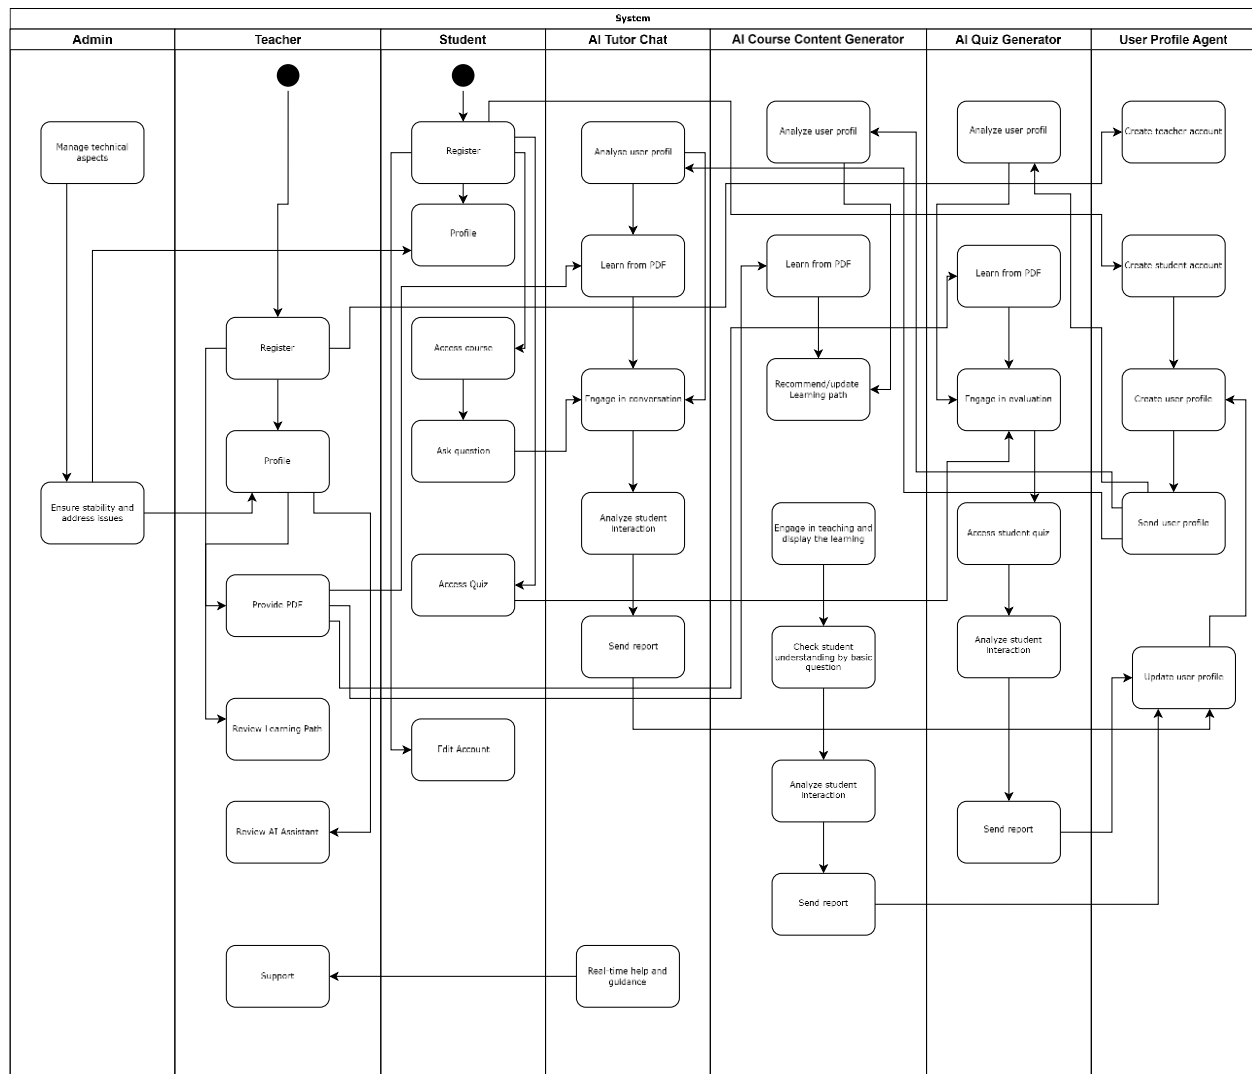 System
Admin
Teacher
Student
AI Tutor Chat
AI Course Content Generator
AI Quiz Generator
User Profile Agent
Manage technical
aspects
Ensure stability and
address issues
Register
Profile
Provide PDF
Review Learning Path
Review AI Assistant
Support
Register
Profile
Access course
Ask question
Access Quiz
Edit Account
Analyse user profil
Learn from PDF
Engage in conversation
Analyze student
interaction
Send report
Real-time help and
guidance
Analyze user profil
Learn from PDF
Recommend/update
Learning path
Engage in teaching and
display the learning
Check student
understanding by basic
question
Analyze student
interaction
Send report
Analyze user profil
Learn from PDF
Engage in evaluation
Access student quiz
Analyze student
interaction
Send report
Create teacher account
Create student account
Create user profile
Send user profile
Update user profile